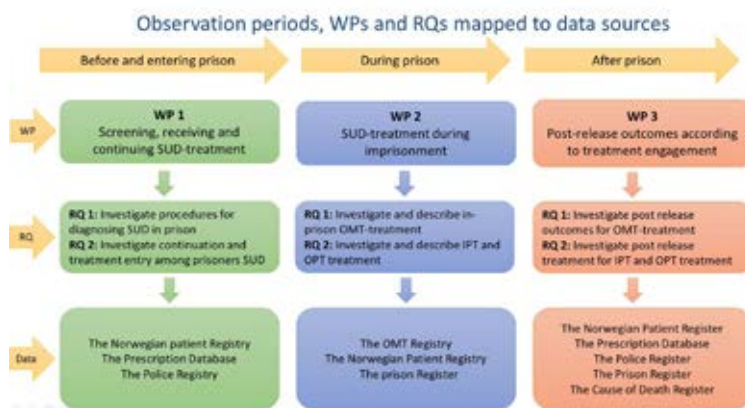 Observation periods, WPs and RQs mapped to data sources
Before and entering prison
During prison
After prison
WP
WP 1
Screening, receiving and
continuing SUD-treatment
WP 2
SUD-treatment during
imprisonment
WP 3
Post-release outcomes according
to treatment engagement
RQ
RQ 1: Investigate procedures for
diagnosing SUD in prison
RQ 2: Investigate continuation and
treatment entry among prisoners SUD
RQ 1: Investigate and describe in-
prison OMT-treatment
RQ 2: Investigate and describe IPT and
OPT treatment
RQ 1: Investigate post release
outcomes for OMT-treatment
RQ 2: Investigate post release
treatment for IPT and OPT treatment
Data
The Norwegian patient Registry
The Prescription Database
The Police Registry
The OMT Registry
The Norwegian Patient Registry
The prison Register
The Norwegian Patient Register
The Prescription Database
The Police Register
The Prison Register
The Cause of Death Register